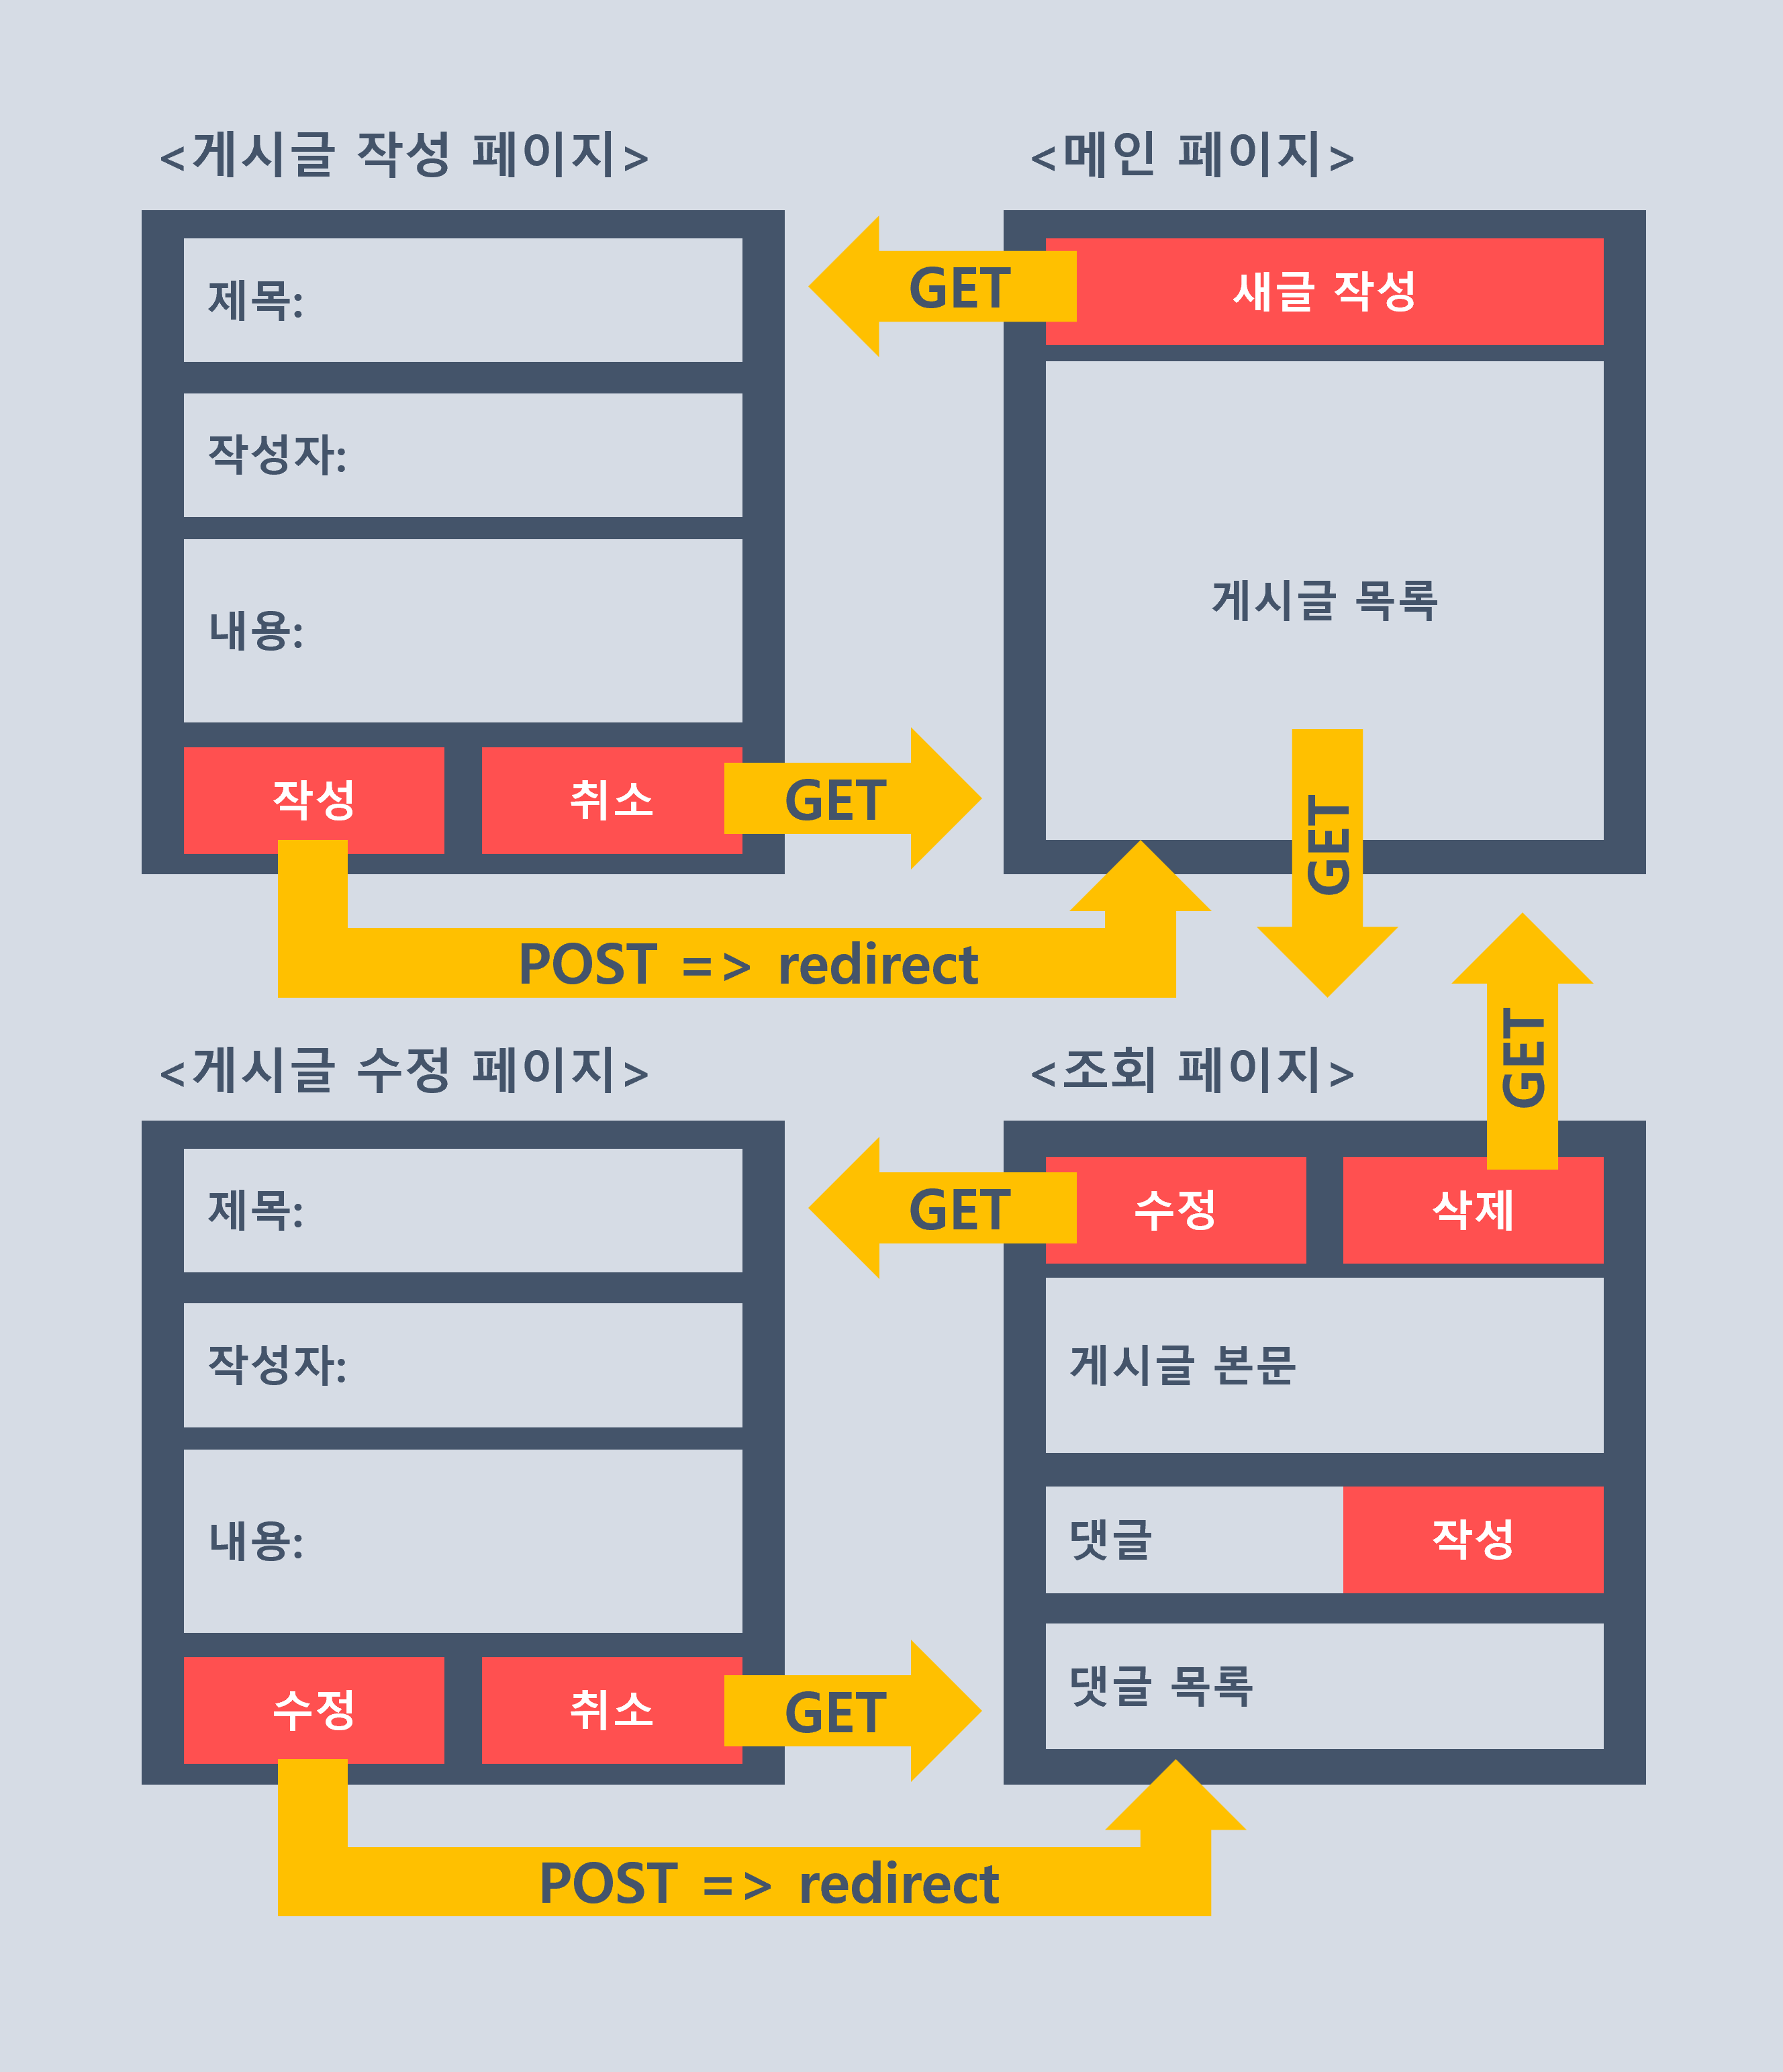 <게시글 작성 페이지>
제목:
작성자:
내용:
작성
취소
GET
POST => redirect
<메인 페이지>
GET
새글 작성
게시글 목록
GET
<게시글 수정 페이지>
제목:
작성자:
내용:
수정
취소
GET
POST => redirect
<조회 페이지>
GET
GET
수정
삭제
게시글 본문
댓글
작성
댓글 목록